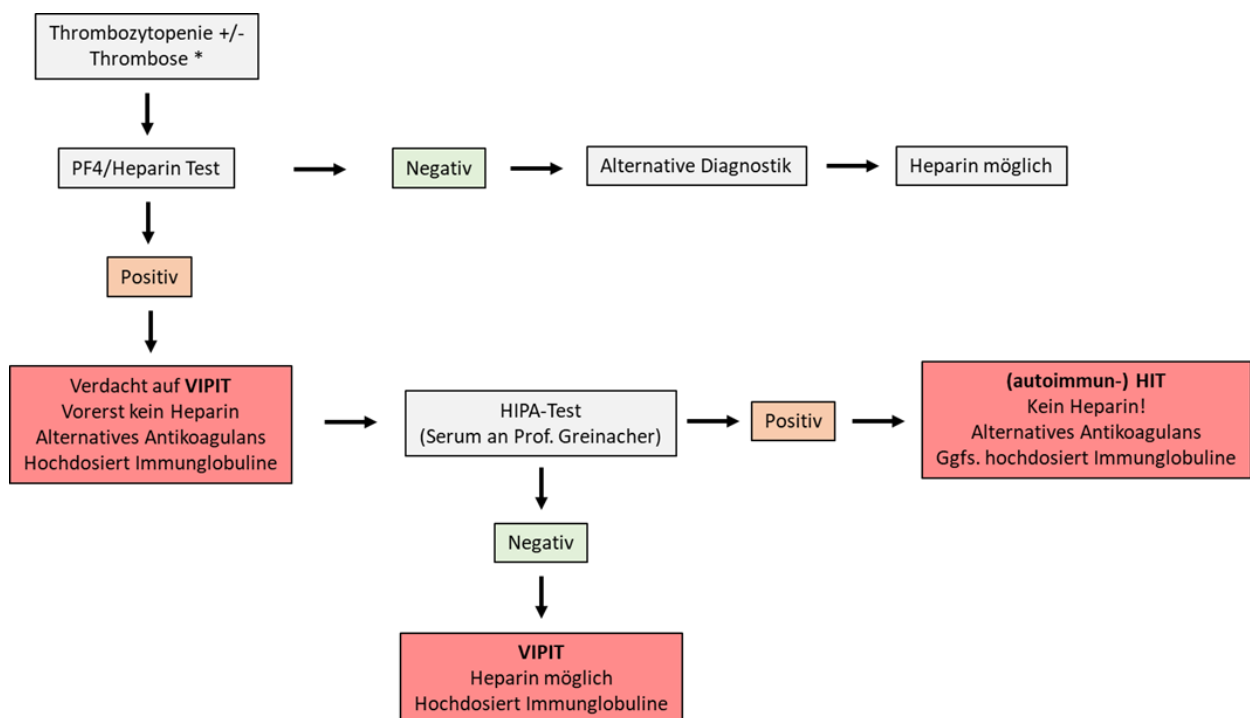 Thrombozytopenie +/-
Thrombose *
PF4/Heparin Test
Negativ
Alternative Diagnostik
Heparin möglich
Positiv
Verdacht auf VIPIT
Vorerst kein Heparin
Alternatives Antikoagulans
Hochdosiert Immunglobuline
HIPA-Test
(Serum an Prof. Greinacher)
Positiv
(autoimmun-) HIT
Kein Heparin!
Alternatives Antikoagulans
Ggfs. hochdosiert Immunglobuline
Negativ
VIPIT
Heparin möglich
Hochdosiert Immunglobuline